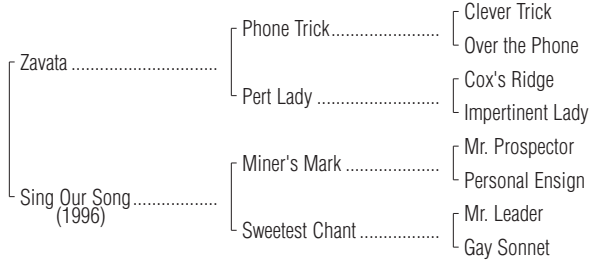 Clever Trick
Phone Trick
Over the Phone
Zavata
Cox's Ridge
Pert Lady
Impertinent Lady
Mr. Prospector
Miner's Mark
Personal Ensign
Sing Our Song
(1996)
Mr. Leader
Sweetest Chant
Gay Sonnet